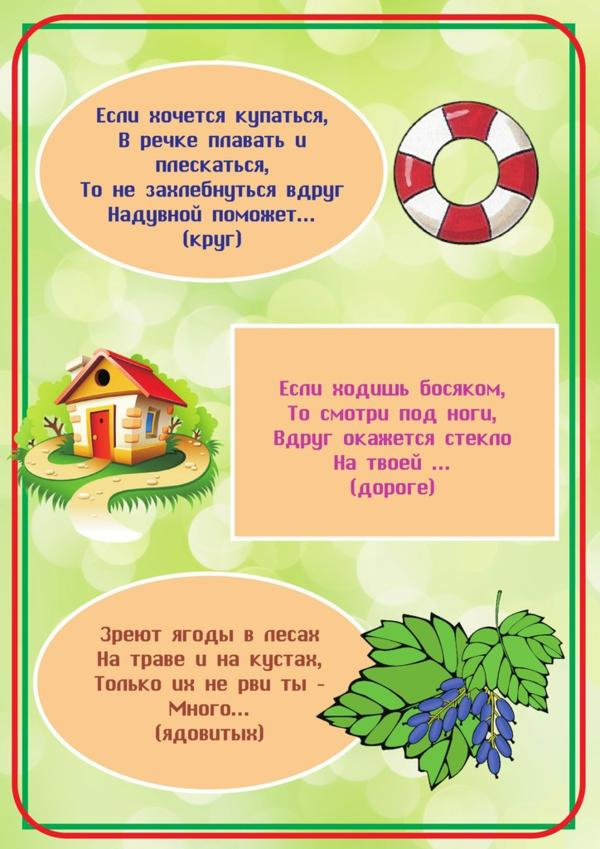 Если хочется купаться,
В речке плавать и
плескаться,
То не захлебнуться вдруг
Надувной поможет...
(круг)
Если ходишь босяком,
То смотри под ноги,
Вдруг окажется стекло
На твоей ...
(дороге)
Зреют ягоды в лесах
На траве и на кустах,
Только их не рви ты -
Много...
(ядовитых)